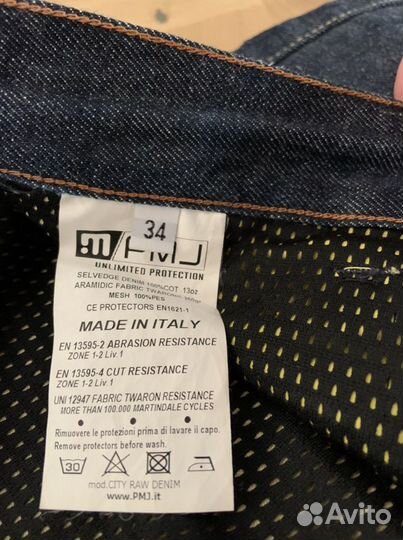 34
PMJ
UNLIMITED PROTECTION
SELVEDGE DENIM 100%COT 13oz
ARAMIDIC FABRIC TWARON®
MESH 100%PES
CE PROTECTORS EN1621-1
MADE IN ITALY
EN 13595-2 ABRASION RESISTANCE
ZONE 1-2 Liv.1
EN 13595-4 CUT RESISTANCE
ZONE 1-2 Liv.1
UNI 12947 FABRIC TWARON RESISTANCE
MORE THAN 100.000 MARTINDALE CYCLES
Rimuovere le protezioni prima di lavare il capo.
Remove protectors before wash.
30
mod.CITY RAW DENIM
www.PMJ.it
Avito